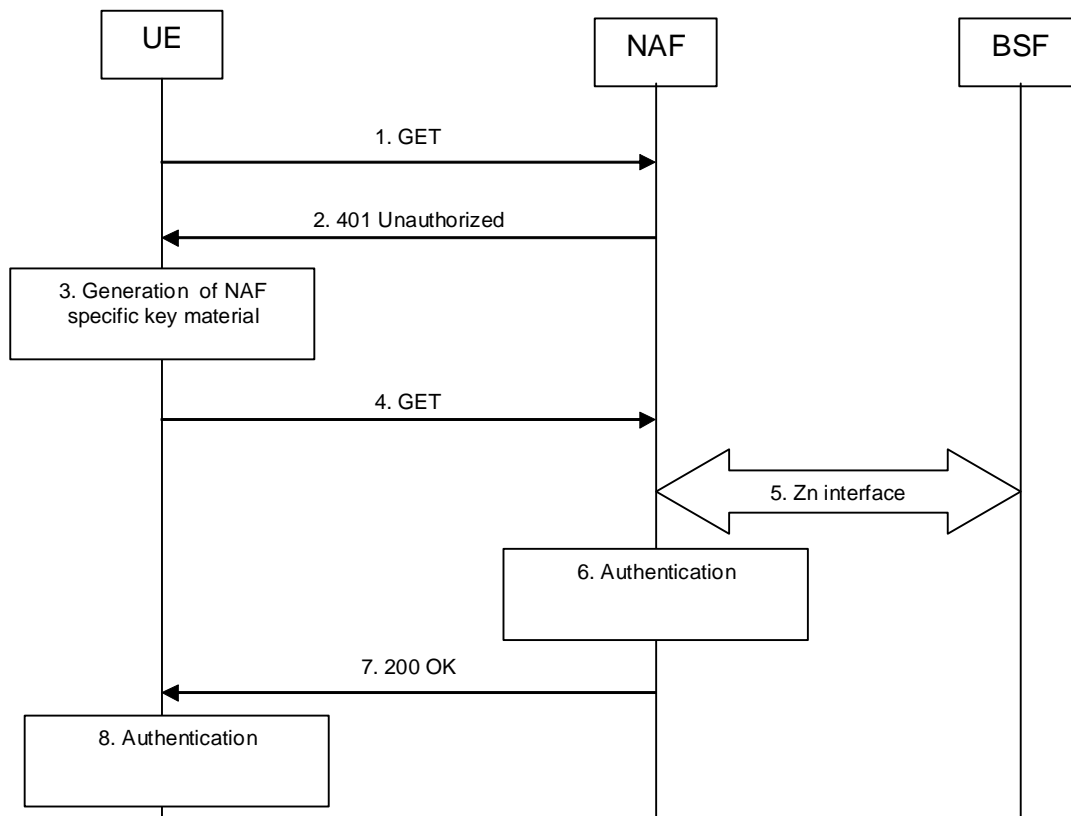 UE
NAF
BSF
1. GET
2. 401 Unauthorized
3. Generation of NAF
specific key material
4. GET
5. Zn interface
6. Authentication
7. 200 OK
8. Authentication